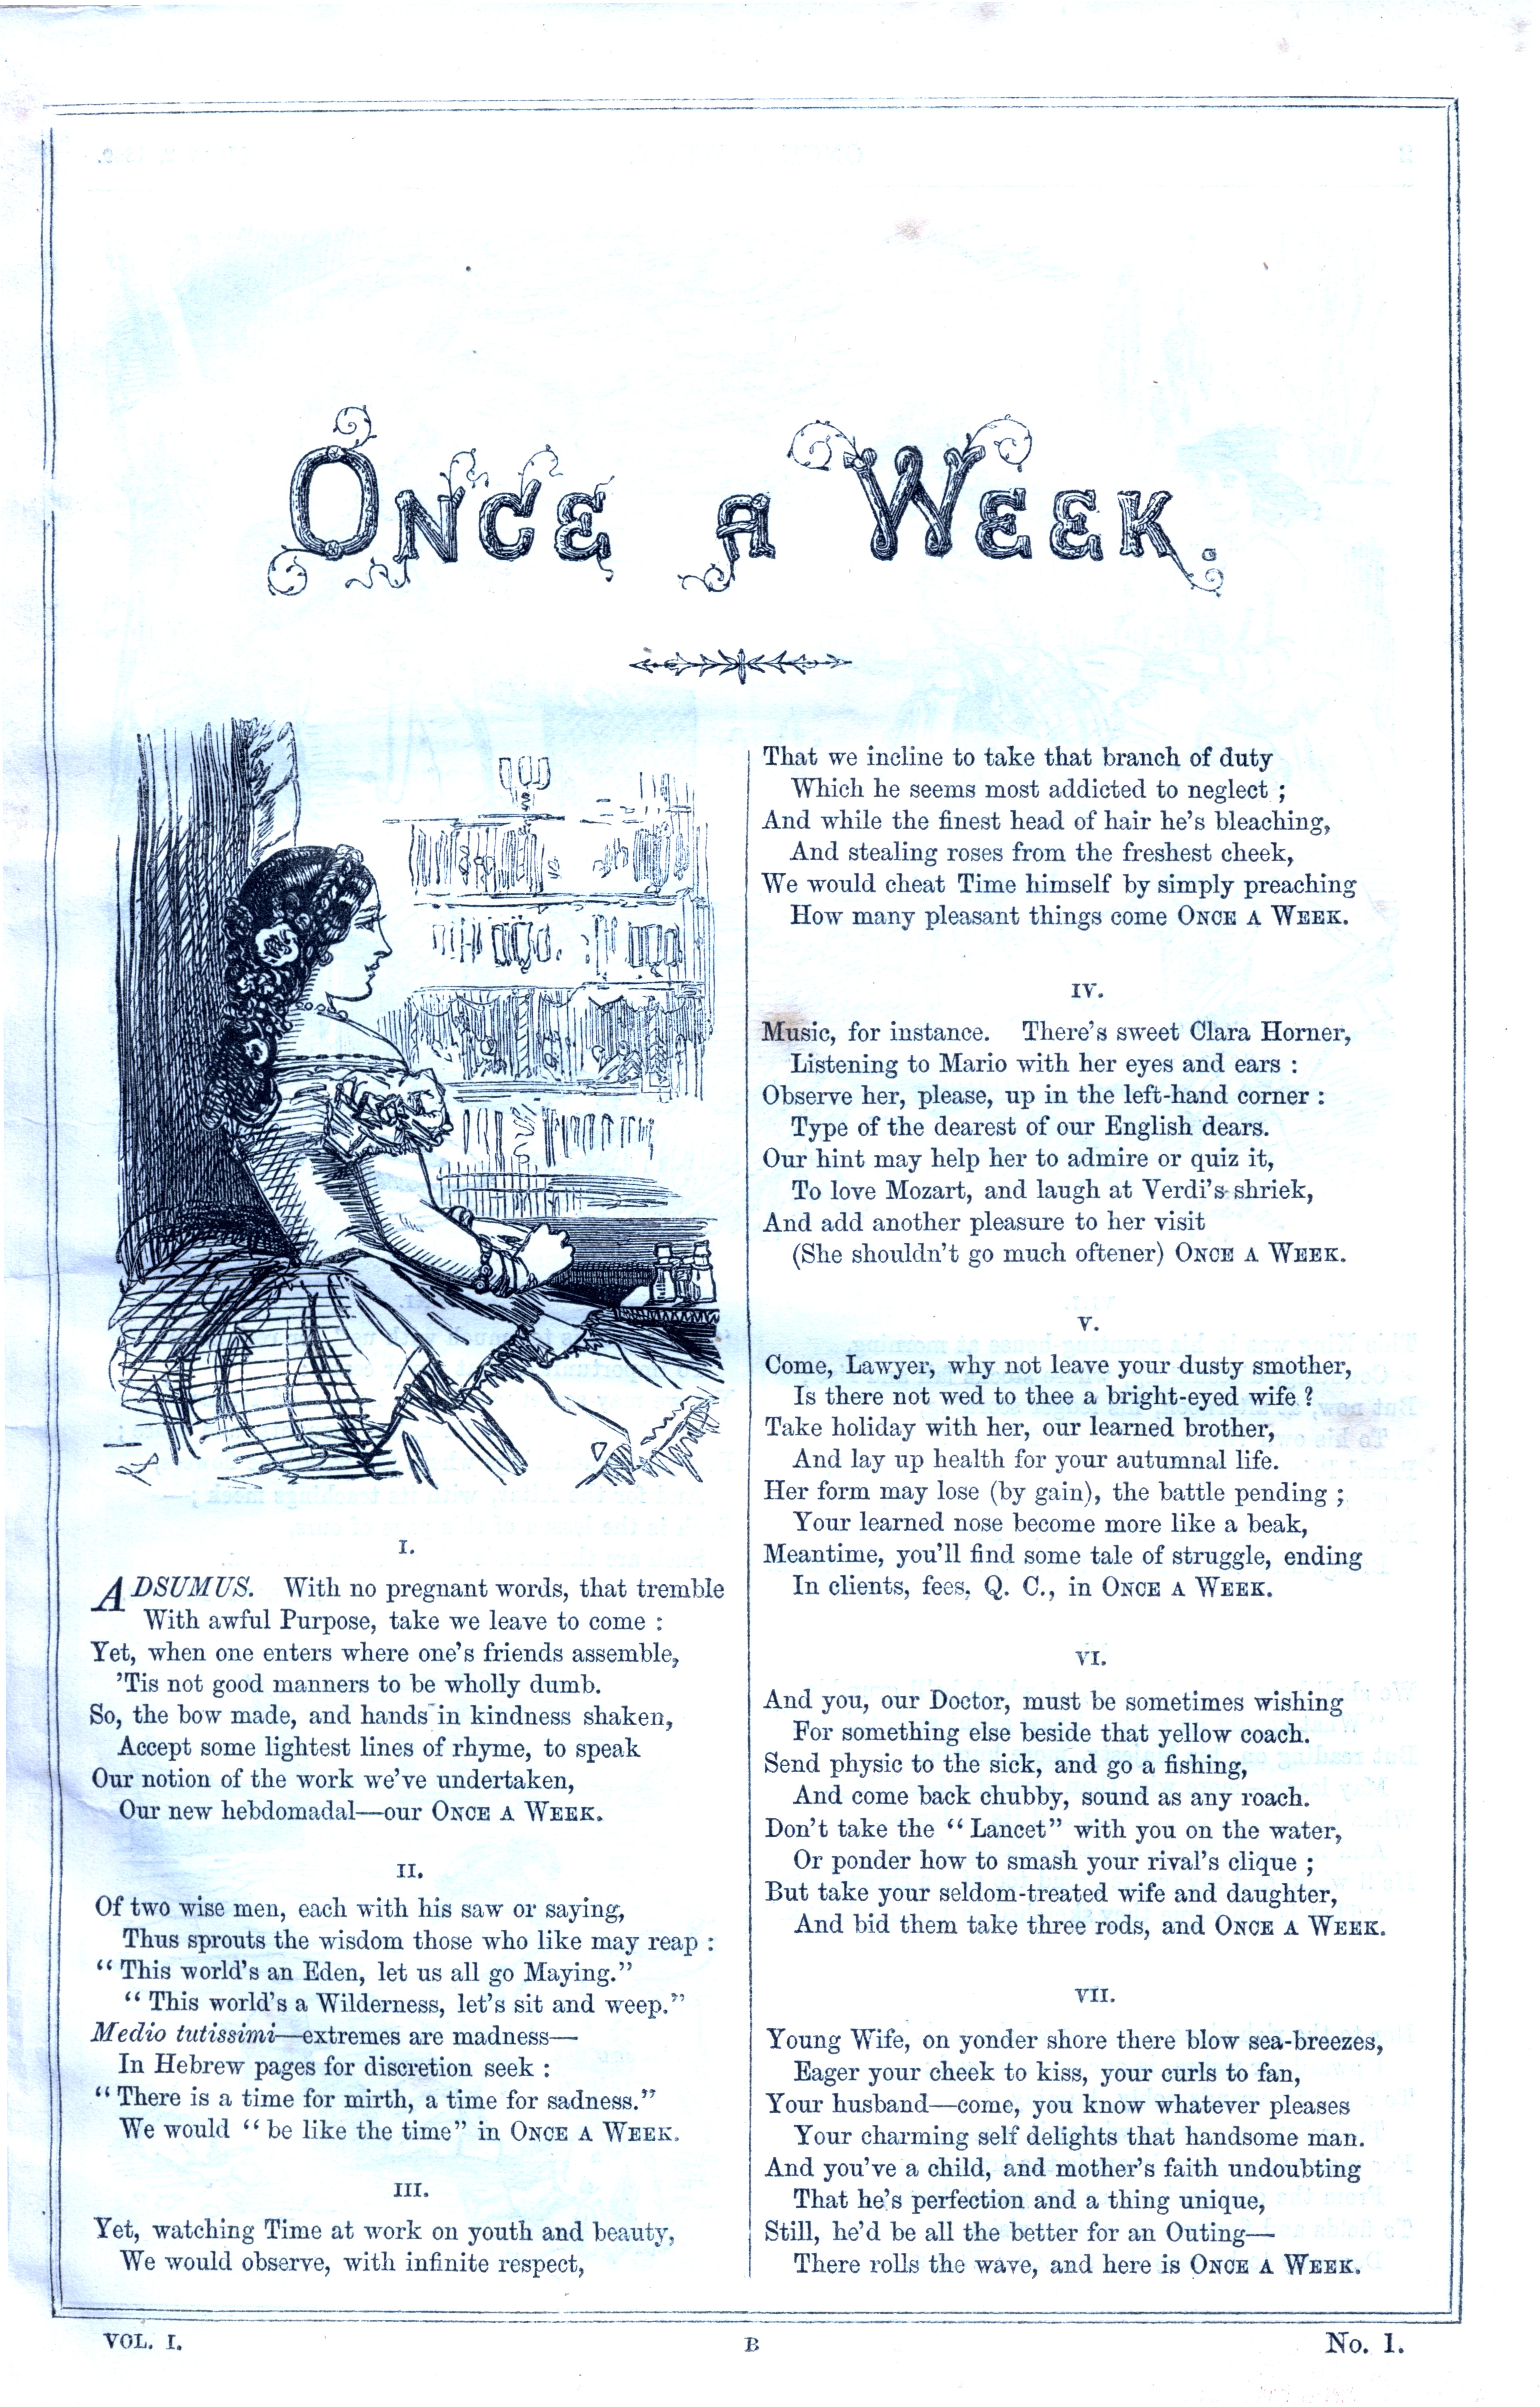 ONCE A WEEK.
I.
ADSUMUS. With no pregnant words, that tremble
With awful Purpose, take we leave to come :
Yet, when one enters where one's friends assemble,
'Tis not good manners to be wholly dumb.
So, the bow made, and hands in kindness shaken,
Accept some lightest lines of rhyme, to speak
Our notion of the work we've undertaken,
Our new hebdomadal—our ONCE A WEEK.
II.
Of two wise men, each with his saw or saying,
Thus sprouts the wisdom those who like may reap :
“ This world's an Eden, let us all go Maying.”
“ This world's a Wilderness, let's sit and weep.”
Medio tutissimi—extremes are madness—
In Hebrew pages for discretion seek :
“ There is a time for mirth, a time for sadness.”
We would “ be like the time” in ONCE A WEEK.
III.
Yet, watching Time at work on youth and beauty,
We would observe, with infinite respect,
That we incline to take that branch of duty
Which he seems most addicted to neglect ;
And while the finest head of hair he's bleaching,
And stealing roses from the freshest cheek,
We would cheat Time himself by simply preaching
How many pleasant things come ONCE A WEEK.
IV.
Music, for instance. There's sweet Clara Horner,
Listening to Mario with her eyes and ears :
Observe her, please, up in the left-hand corner :
Type of the dearest of our English dears.
Our hint may help her to admire or quiz it,
To love Mozart, and laugh at Verdi's shriek,
And add another pleasure to her visit
(She shouldn't go much oftener) ONCE A WEEK.
V.
Come, Lawyer, why not leave your dusty smother,
Is there not wed to thee a bright-eyed wife ?
Take holiday with her, our learned brother,
And lay up health for your autumnal life.
Her form may lose (by gain), the battle pending ;
Your learned nose become more like a beak,
Meantime, you'll find some tale of struggle, ending
In clients, fees, Q. C., in ONCE A WEEK.
VI.
And you, our Doctor, must be sometimes wishing
For something else beside that yellow coach.
Send physic to the sick, and go a fishing,
And come back chubby, sound as any roach.
Don't take the “ Lancet” with you on the water,
Or ponder how to smash your rival's clique ;
But take your seldom-treated wife and daughter,
And bid them take three rods, and ONCE A WEEK.
VII.
Young Wife, on yonder shore there blow sea-breezes,
Eager your cheek to kiss, your curls to fan,
Your husband—come, you know whatever pleases
Your charming self delights that handsome man.
And you've a child, and mother's faith undoubting
That he's perfection and a thing unique,
Still, he'd be all the better for an Outing—
There rolls the wave, and here is ONCE A WEEK.
VOL. I.
B
No. 1.